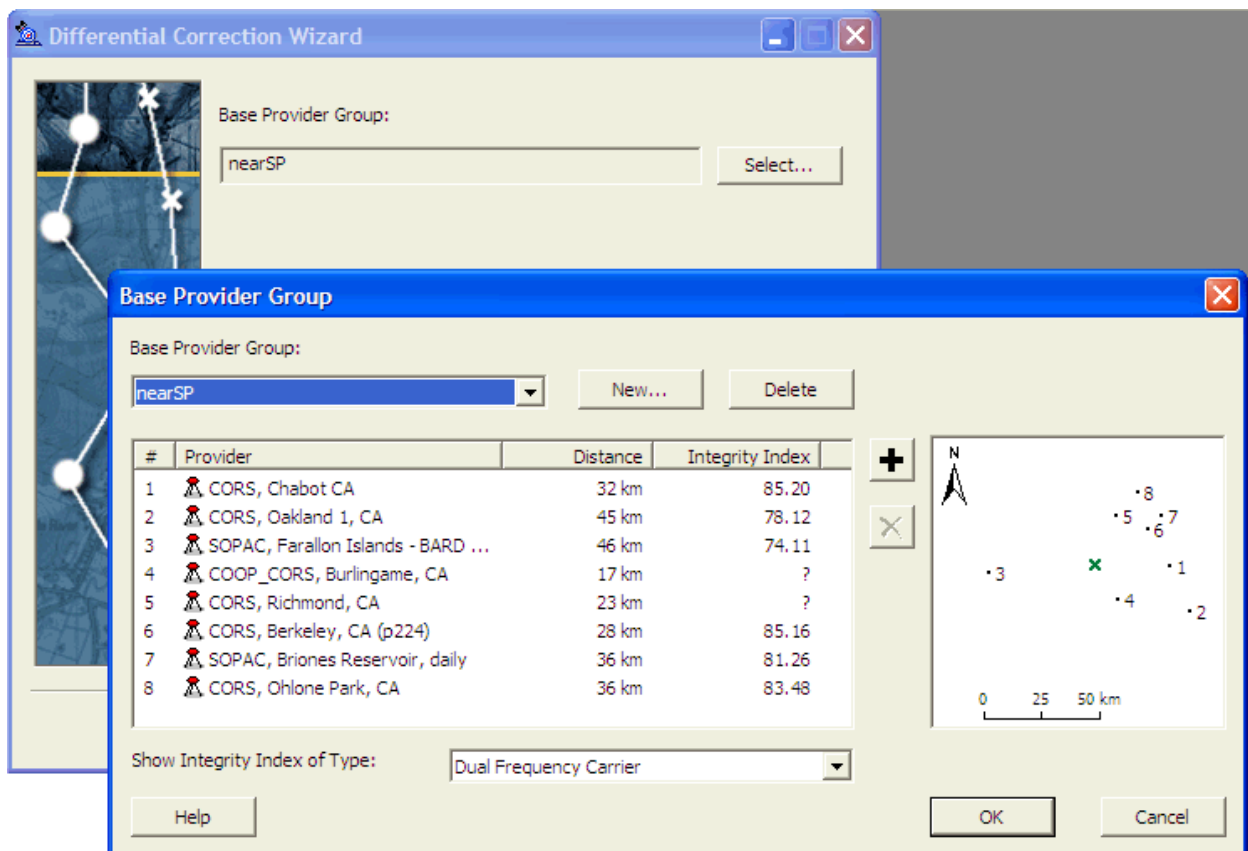 Differential Correction Wizard
Base Provider Group:
nearSP
Select...
Base Provider Group
Base Provider Group:
nearSP
New...
Delete
# Provider Distance Integrity Index
1 CORS, Chabot CA 32 km 85.20
2 CORS, Oakland 1, CA 45 km 78.12
3 SOPAC, Farallon Islands - BARD ... 46 km 74.11
4 COOP_CORS, Burlingame, CA 17 km ?
5 CORS, Richmond, CA 23 km ?
6 CORS, Berkeley, CA (p224) 28 km 85.16
7 SOPAC, Briones Reservoir, daily 36 km 81.26
8 CORS, Ohlone Park, CA 36 km 83.48
N
8
5 7
6
3 1
4
2
0 25 50 km
Show Integrity Index of Type:
Dual Frequency Carrier
Help
OK
Cancel